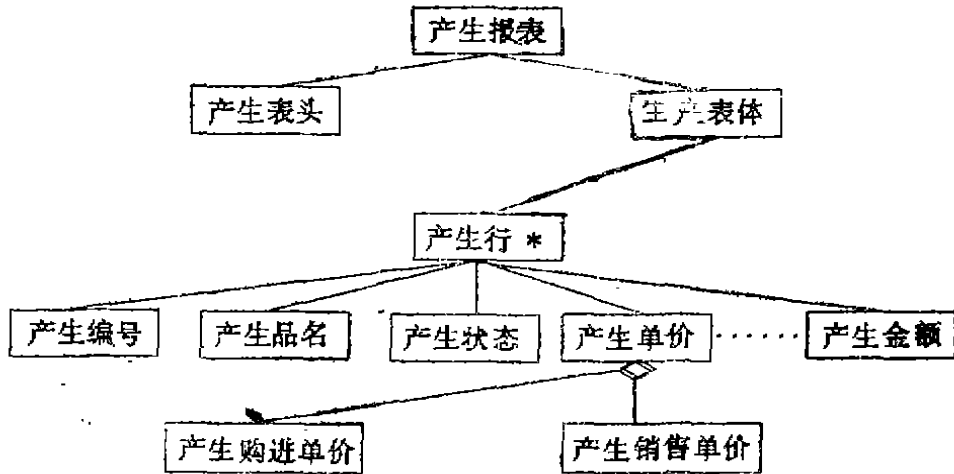 产生报表
产生表头
生产表体
产生行 *
产生编号
产生品名
产生状态
产生单价
产生金额
产生购进单价
产生销售单价